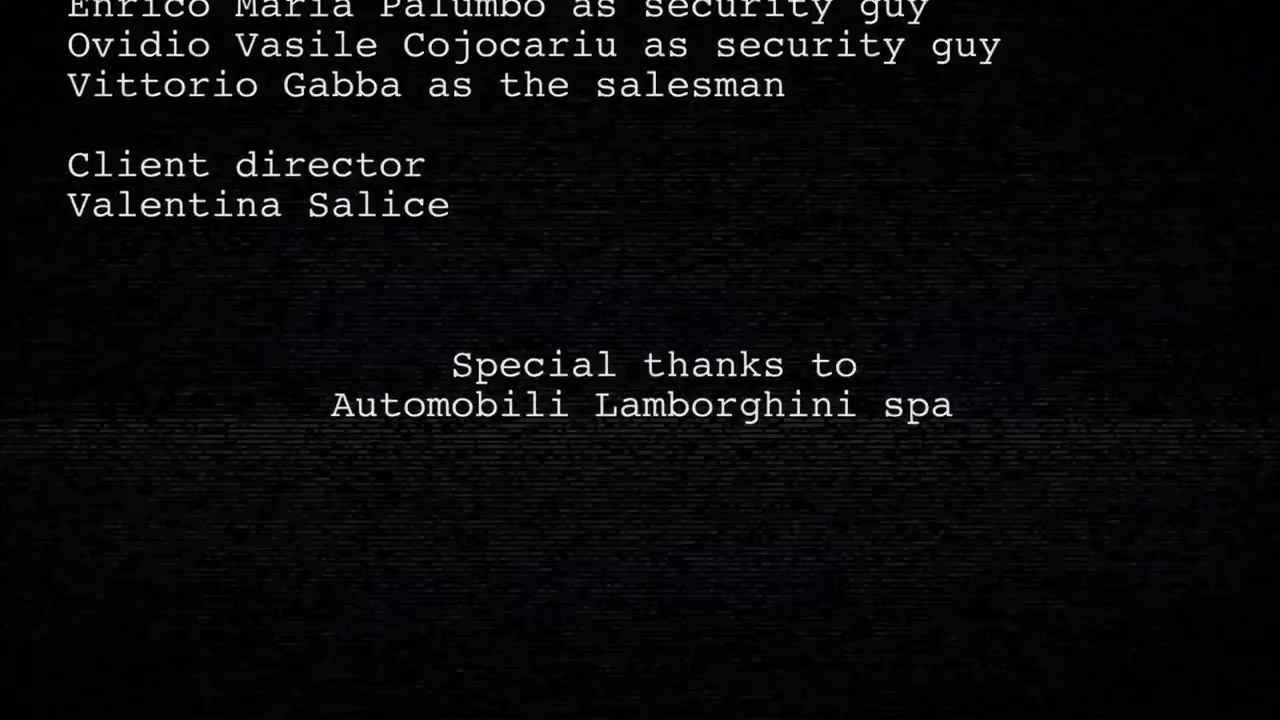 Enrico Maria Palumbo as security guy
Ovidio Vasile Cojocariu as security guy
Vittorio Gabba as the salesman
Client director
Valentina Salice
Special thanks to
Automobili Lamborghini spa